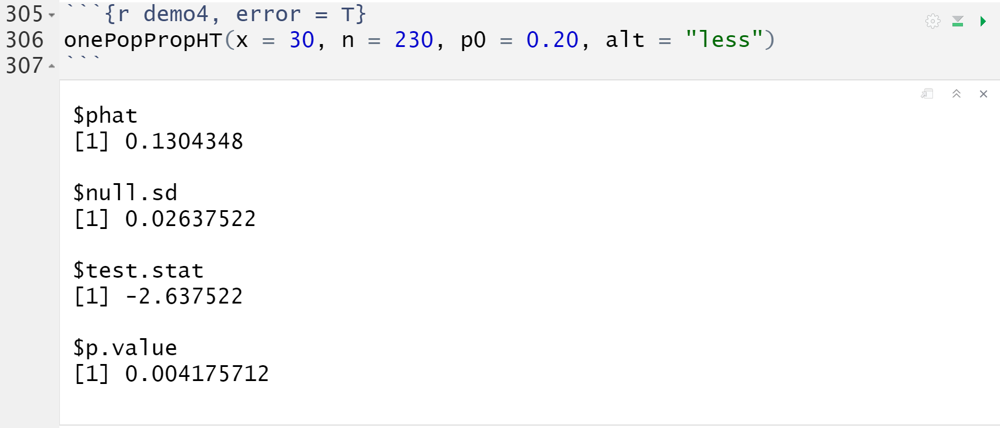 305 ```{r demo4, error = T}
306 onePopPropHT(x = 30, n = 230, p0 = 0.20, alt = "less")
307 ```
$phat
[1] 0.1304348
$null.sd
[1] 0.02637522
$test.stat
[1] -2.637522
$p.value
[1] 0.004175712